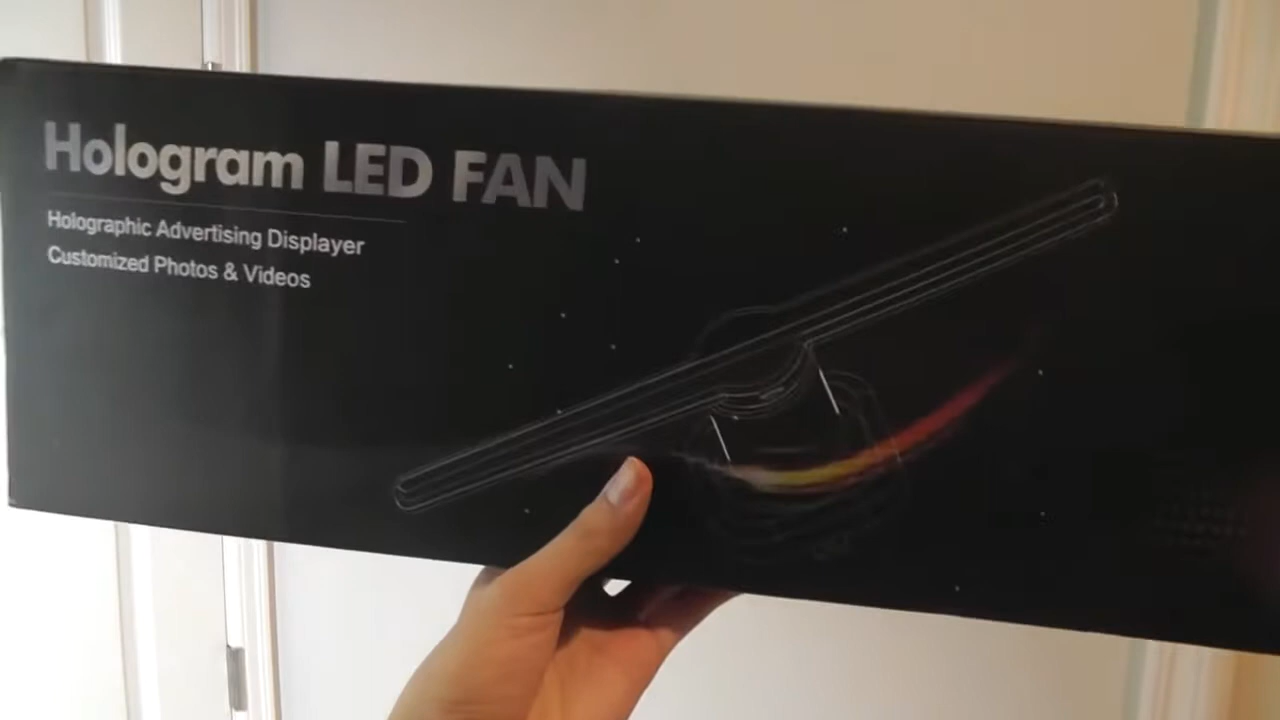 Hologram LED FAN
Holographic Advertising Displayer
Customized Photos & Videos